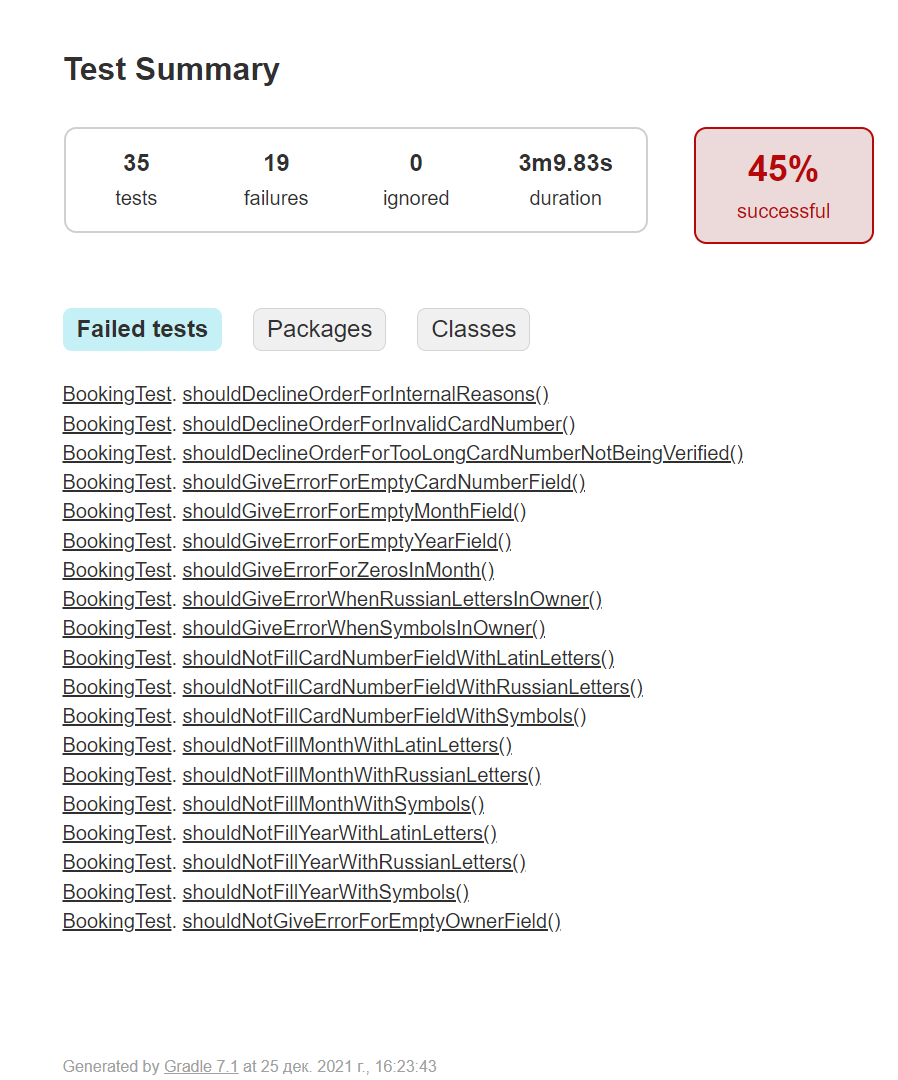 Test Summary
35 19 0 3m9.83s
tests failures ignored duration
45%
successful
Failed tests Packages Classes
BookingTest. shouldDeclineOrderForInternalReasons()
BookingTest. shouldDeclineOrderForInvalidCardNumber()
BookingTest. shouldDeclineOrderForTooLongCardNumberNotBeingVerified()
BookingTest. shouldGiveErrorForEmptyCardNumberField()
BookingTest. shouldGiveErrorForEmptyMonthField()
BookingTest. shouldGiveErrorForEmptyYearField()
BookingTest. shouldGiveErrorForZerosInMonth()
BookingTest. shouldGiveErrorWhenRussianLettersInOwner()
BookingTest. shouldGiveErrorWhenSymbolsInOwner()
BookingTest. shouldNotFillCardNumberFieldWithLatinLetters()
BookingTest. shouldNotFillCardNumberFieldWithRussianLetters()
BookingTest. shouldNotFillCardNumberFieldWithSymbols()
BookingTest. shouldNotFillMonthWithLatinLetters()
BookingTest. shouldNotFillMonthWithRussianLetters()
BookingTest. shouldNotFillMonthWithSymbols()
BookingTest. shouldNotFillYearWithLatinLetters()
BookingTest. shouldNotFillYearWithRussianLetters()
BookingTest. shouldNotFillYearWithSymbols()
BookingTest. shouldNotGiveErrorForEmptyOwnerField()
Generated by Gradle 7.1 at 25 дек. 2021 г., 16:23:43